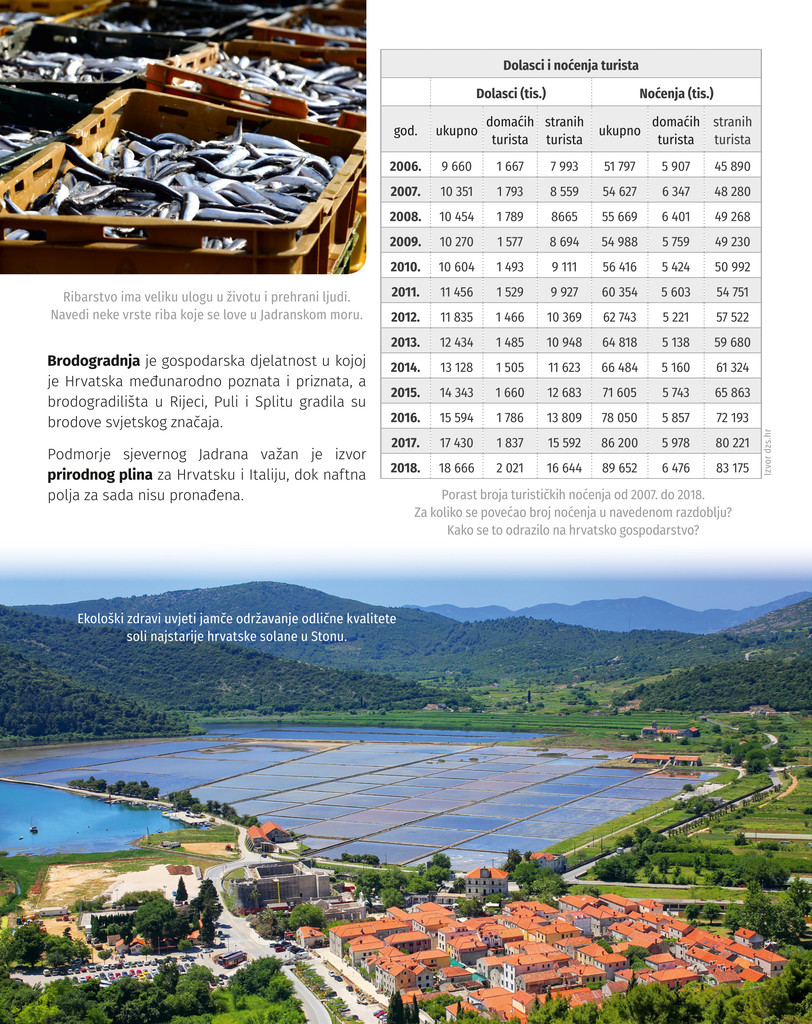 Ribarstvo ima veliku ulogu u životu i prehrani ljudi.
Navedi neke vrste riba koje se love u Jadranskom moru.
Brodogradnja je gospodarska djelatnost u kojoj
je Hrvatska međunarodno poznata i priznata, a
brodogradilišta u Rijeci, Puli i Splitu gradila su
brodove svjetskog značaja.
Podmorje sjevernog Jadrana važan je izvor
prirodnog plina za Hrvatsku i Italiju, dok naftna
polja za sada nisu pronađena.
Dolasci i noćenja turista
Dolasci (tis.) Noćenja (tis.)
god. ukupno domaćih turista stranih turista ukupno domaćih turista stranih turista
2006. 9 660 1 667 7 993 51 797 5 907 45 890
2007. 10 351 1 793 8 559 54 627 6 347 48 280
2008. 10 454 1 789 8665 55 669 6 401 49 268
2009. 10 270 1 577 8 694 54 988 5 759 49 230
2010. 10 604 1 493 9 111 56 416 5 424 50 992
2011. 11 456 1 529 9 927 60 354 5 603 54 751
2012. 11 835 1 466 10 369 62 743 5 221 57 522
2013. 12 434 1 485 10 948 64 818 5 138 59 680
2014. 13 128 1 505 11 623 66 484 5 160 61 324
2015. 14 343 1 660 12 683 71 605 5 743 65 863
2016. 15 594 1 786 13 809 78 050 5 857 72 193
2017. 17 430 1 837 15 592 86 200 5 978 80 221
2018. 18 666 2 021 16 644 89 652 6 476 83 175
Izvor dzs.hr
Porast broja turističkih noćenja od 2007. do 2018.
Za koliko se povećao broj noćenja u navedenom razdoblju?
Kako se to odrazilo na hrvatsko gospodarstvo?
Ekološki zdravi uvjeti jamče održavanje odlične kvalitete
soli najstarije hrvatske solane u Stonu.